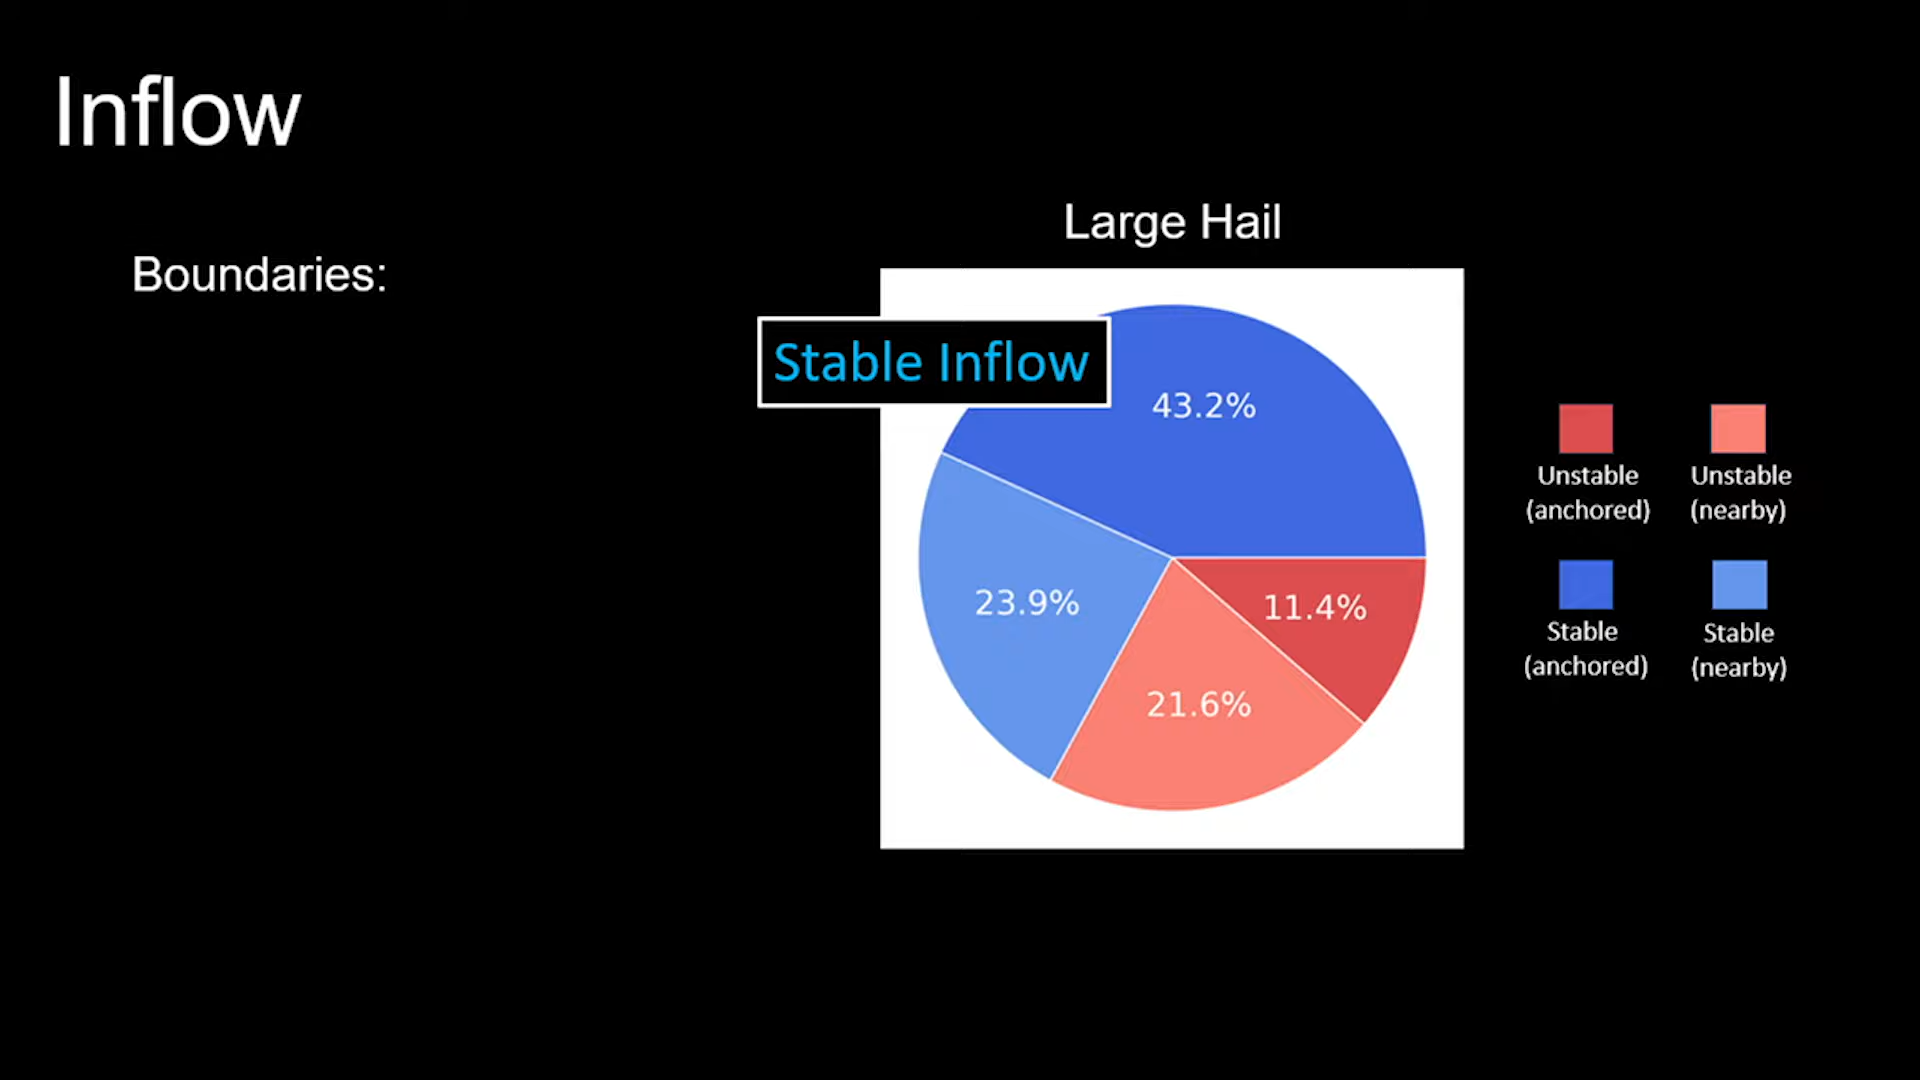 Inflow
Boundaries:
Large Hail
Stable Inflow
43.2%
23.9%
11.4%
21.6%
Unstable
(anchored)
Unstable
(nearby)
Stable
(anchored)
Stable
(nearby)